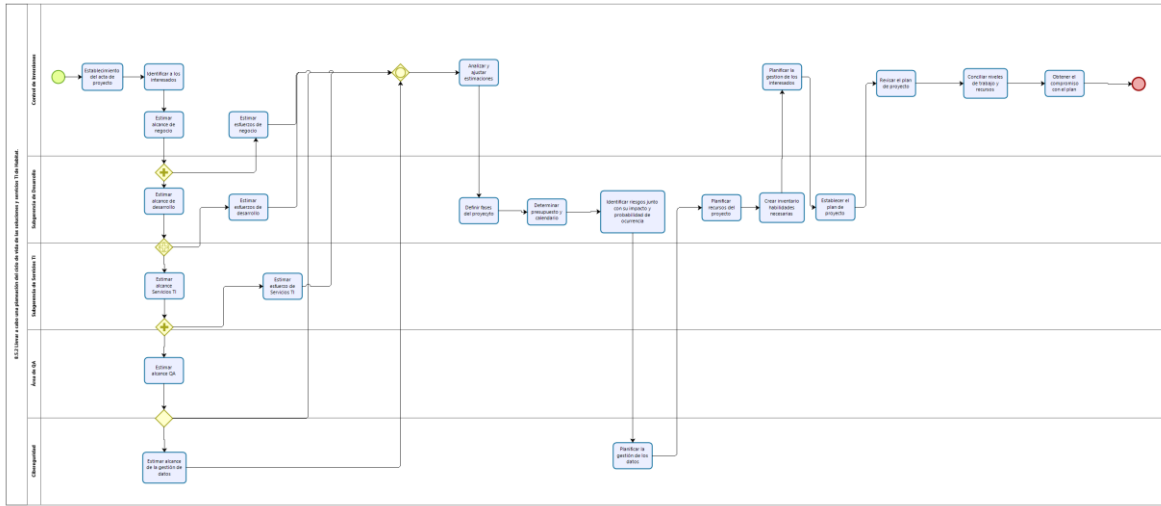 6.5.2 Llevar a cabo una planeación del ciclo de vida de las soluciones y servicios TI de Habitat.
Control de Inversiones
Establecimiento
del acta de
proyecto
Identificar a los
interesados
Estimar
alcance de
negocio
Estimar
esfuerzos de
negocio
Analizar y
ajustar
estimaciones
Planificar la
gestion de los
interesados
Revisar el plan
de proyecto
Conciliar niveles
de trabajo y
recursos
Obtener el
compromiso
con el plan
Subgerencia de Desarrollo
Estimar
alcance de
desarrollo
Estimar
esfuerzos de
desarrollo
Definir fases
del proyecto
Determinar
presupuesto y
calendario
Identificar riesgos junto
con su impacto y
probabilidad de
ocurrencia
Planificar
recursos del
proyecto
Crear inventario
habilidades
necesarias
Establecer el
plan de
proyecto
Subgerencia de Servicios TI
Estimar
alcance
Servicios TI
Estimar
esfuerzo de
Servicios TI
Área de QA
Estimar
alcance QA
Ciberseguridad
Estimar alcance
de la gestión de
datos
Planificar la
gestión de los
datos